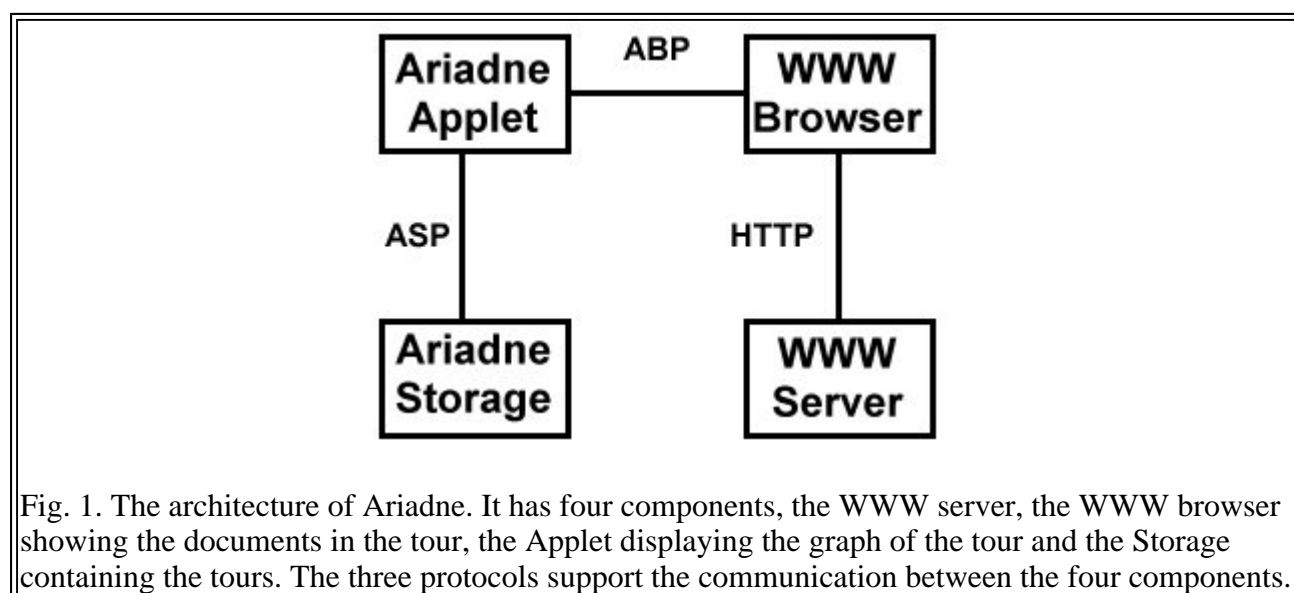 Ariadne
Applet
ABP
WWW
Browser
ASP
HTTP
Ariadne
Storage
WWW
Server
Fig. 1. The architecture of Ariadne. It has four components, the WWW server, the WWW browser
showing the documents in the tour, the Applet displaying the graph of the tour and the Storage
containing the tours. The three protocols support the communication between the four components.